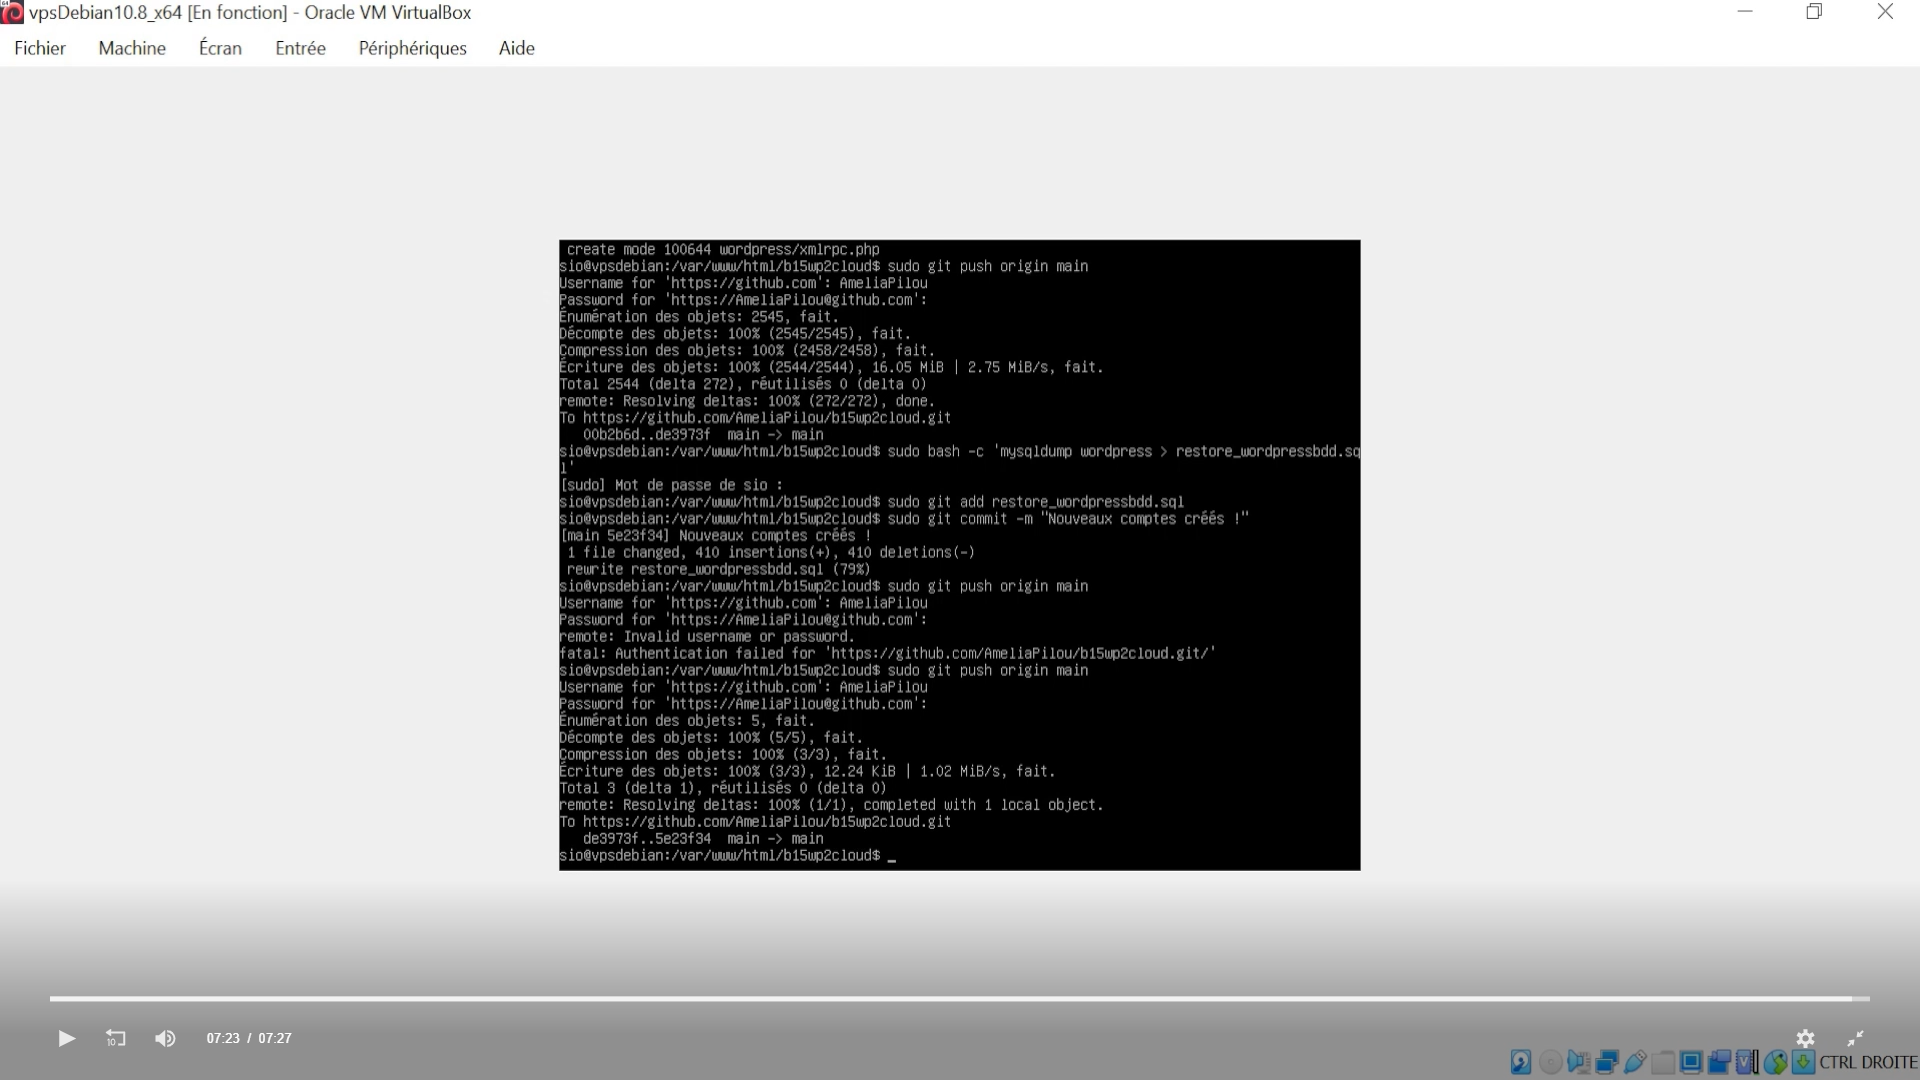 vpsDebian10.8_x64 [En fonction] - Oracle VM VirtualBox
Fichier Machine Écran Entrée Périphériques Aide
create mode 100644 wordpress/xmlrpc.php
sio@vpsdebian:/var/www/html/b15wp2cloud$ sudo git push origin main
Username for 'https://github.com': AmeliaPilou
Password for 'https://AmeliaPilou@github.com':
Énumération des objets: 2545, fait.
Décompte des objets: 100% (2545/2545), fait.
Compression des objets: 100% (2458/2458), fait.
Écriture des objets: 100% (2544/2544), 16.05 MiB | 2.75 MiB/s, fait.
Total 2544 (delta 272), réutilisés 0 (delta 0)
remote: Resolving deltas: 100% (272/272), done.
To https://github.com/AmeliaPilou/b15wp2cloud.git
00b2b6d..de3973f main -> main
sio@vpsdebian:/var/www/html/b15wp2cloud$ sudo bash -c 'mysqldump wordpress > restore_wordpressbdd.sq
l'
[sudo] Mot de passe de sio :
sio@vpsdebian:/var/www/html/b15wp2cloud$ sudo git add restore_wordpressbdd.sql
sio@vpsdebian:/var/www/html/b15wp2cloud$ sudo git commit -m "Nouveaux comptes créés !"
[main 5e23f34] Nouveaux comptes créés !
1 file changed, 410 insertions(+), 410 deletions(-)
rewrite restore_wordpressbdd.sql (79%)
sio@vpsdebian:/var/www/html/b15wp2cloud$ sudo git push origin main
Username for 'https://github.com': AmeliaPilou
Password for 'https://AmeliaPilou@github.com':
remote: Invalid username or password.
fatal: Authentication failed for 'https://github.com/AmeliaPilou/b15wp2cloud.git/'
sio@vpsdebian:/var/www/html/b15wp2cloud$ sudo git push origin main
Username for 'https://github.com': AmeliaPilou
Password for 'https://AmeliaPilou@github.com':
Énumération des objets: 5, fait.
Décompte des objets: 100% (5/5), fait.
Compression des objets: 100% (3/3), fait.
Écriture des objets: 100% (3/3), 12.24 KiB | 1.02 MiB/s, fait.
Total 3 (delta 1), réutilisés 0 (delta 0)
remote: Resolving deltas: 100% (1/1), completed with 1 local object.
To https://github.com/AmeliaPilou/b15wp2cloud.git
de3973f..5e23f34 main -> main
sio@vpsdebian:/var/www/html/b15wp2cloud$ _
10
07:23 / 07:27
CTRL DROITE